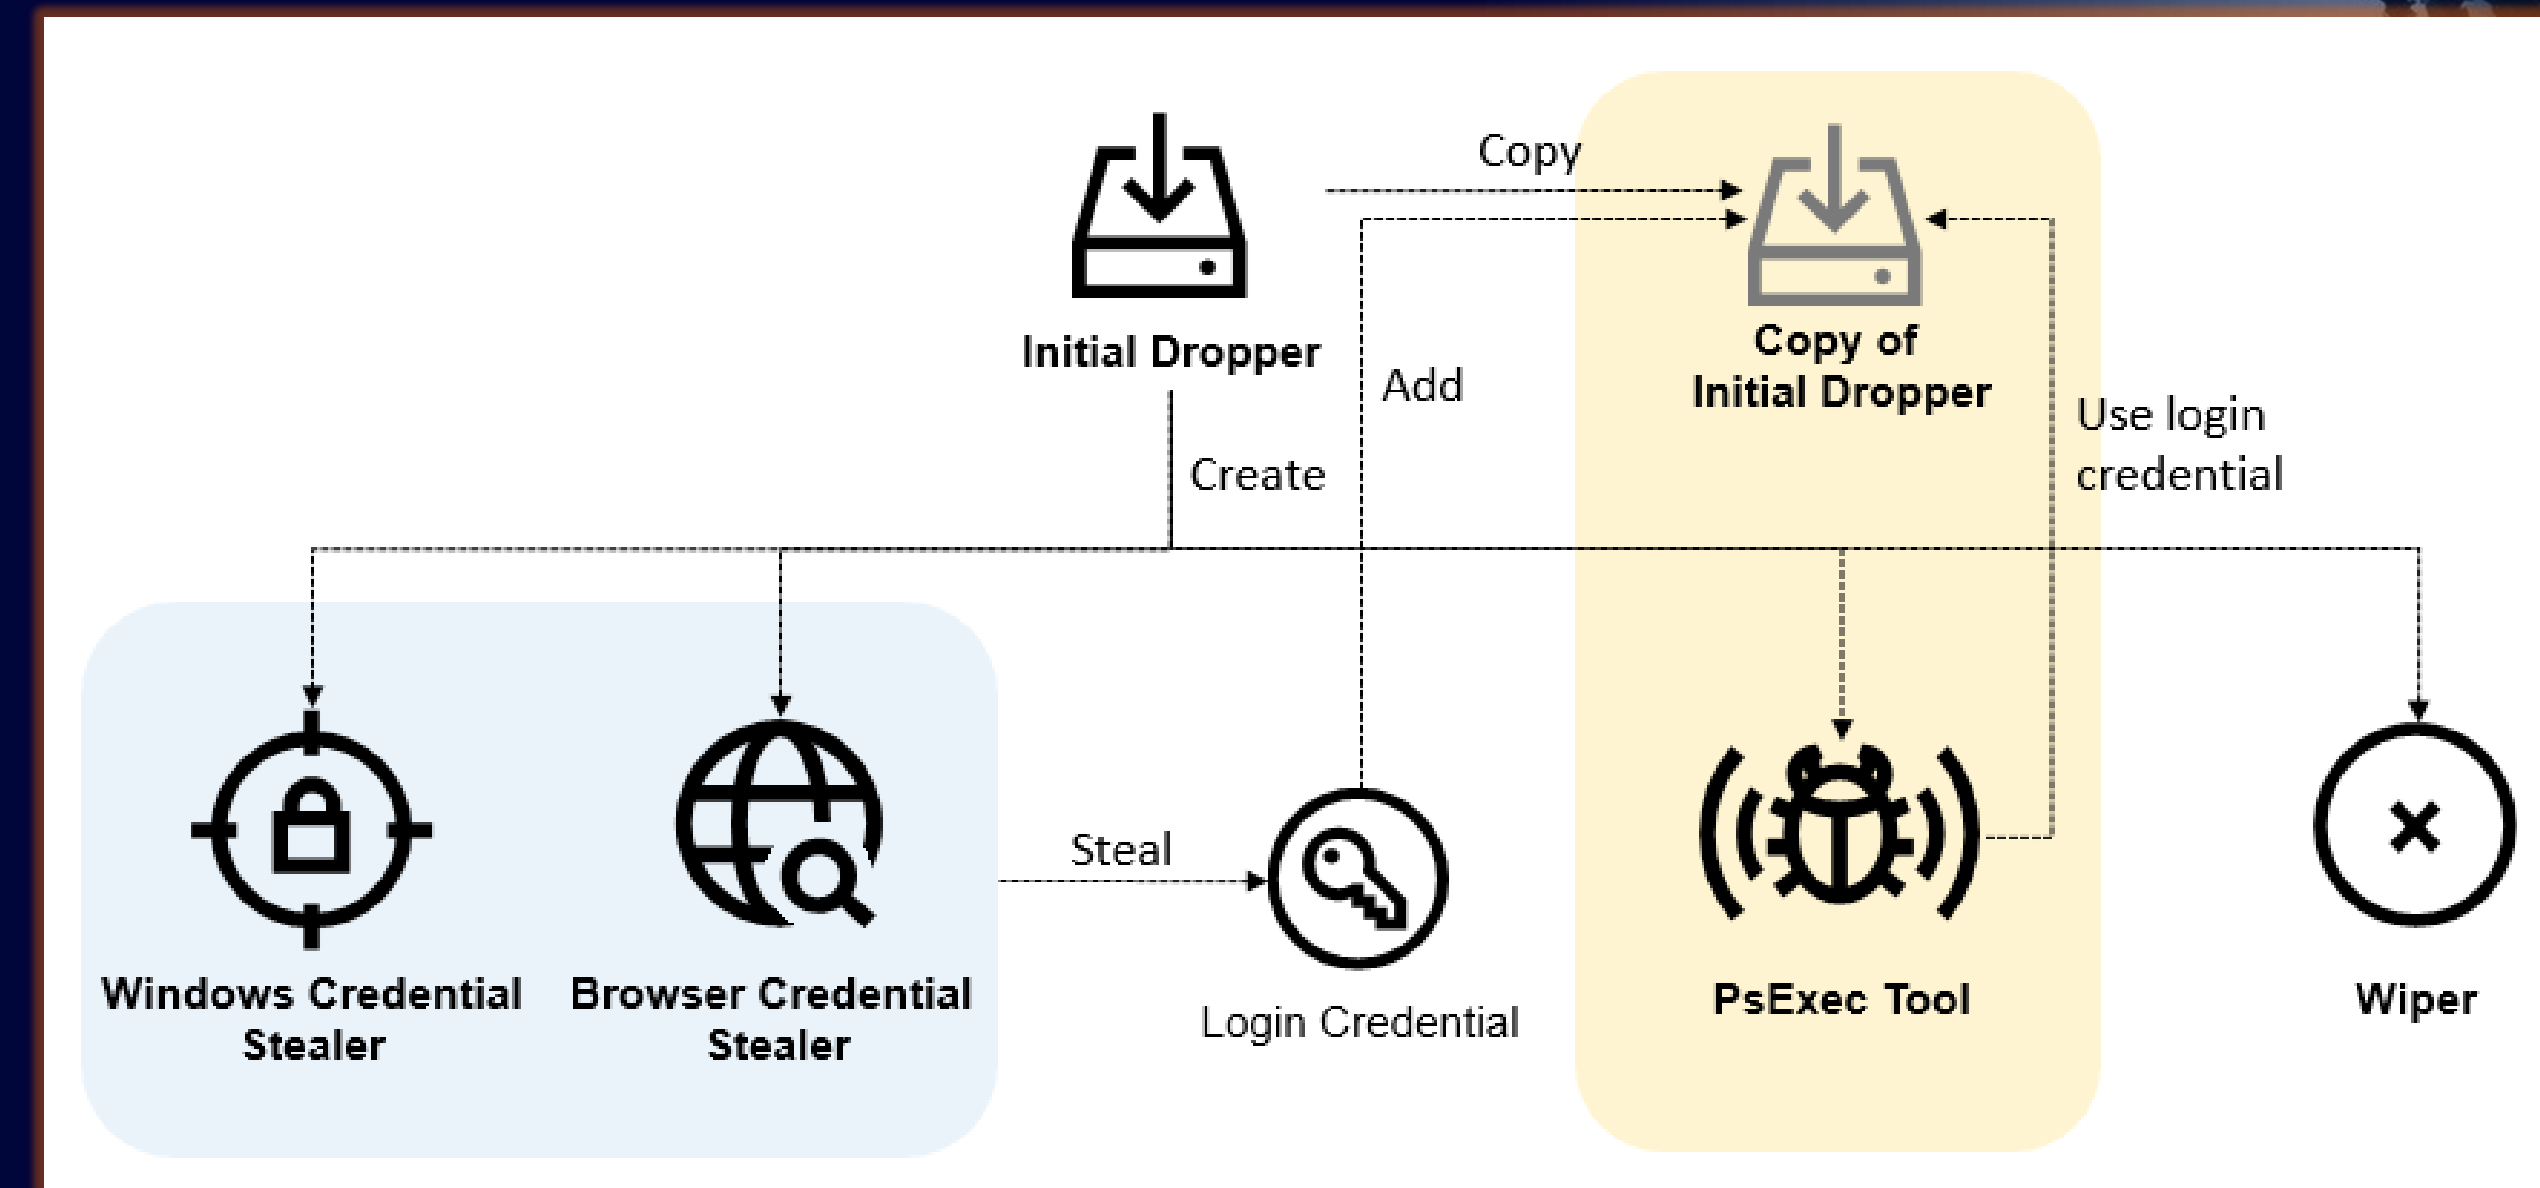 Copy
Initial Dropper
Copy of
Initial Dropper
Add
Use login
credential
Create
Steal
Windows Credential
Stealer
Browser Credential
Stealer
Login Credential
PsExec Tool
Wiper